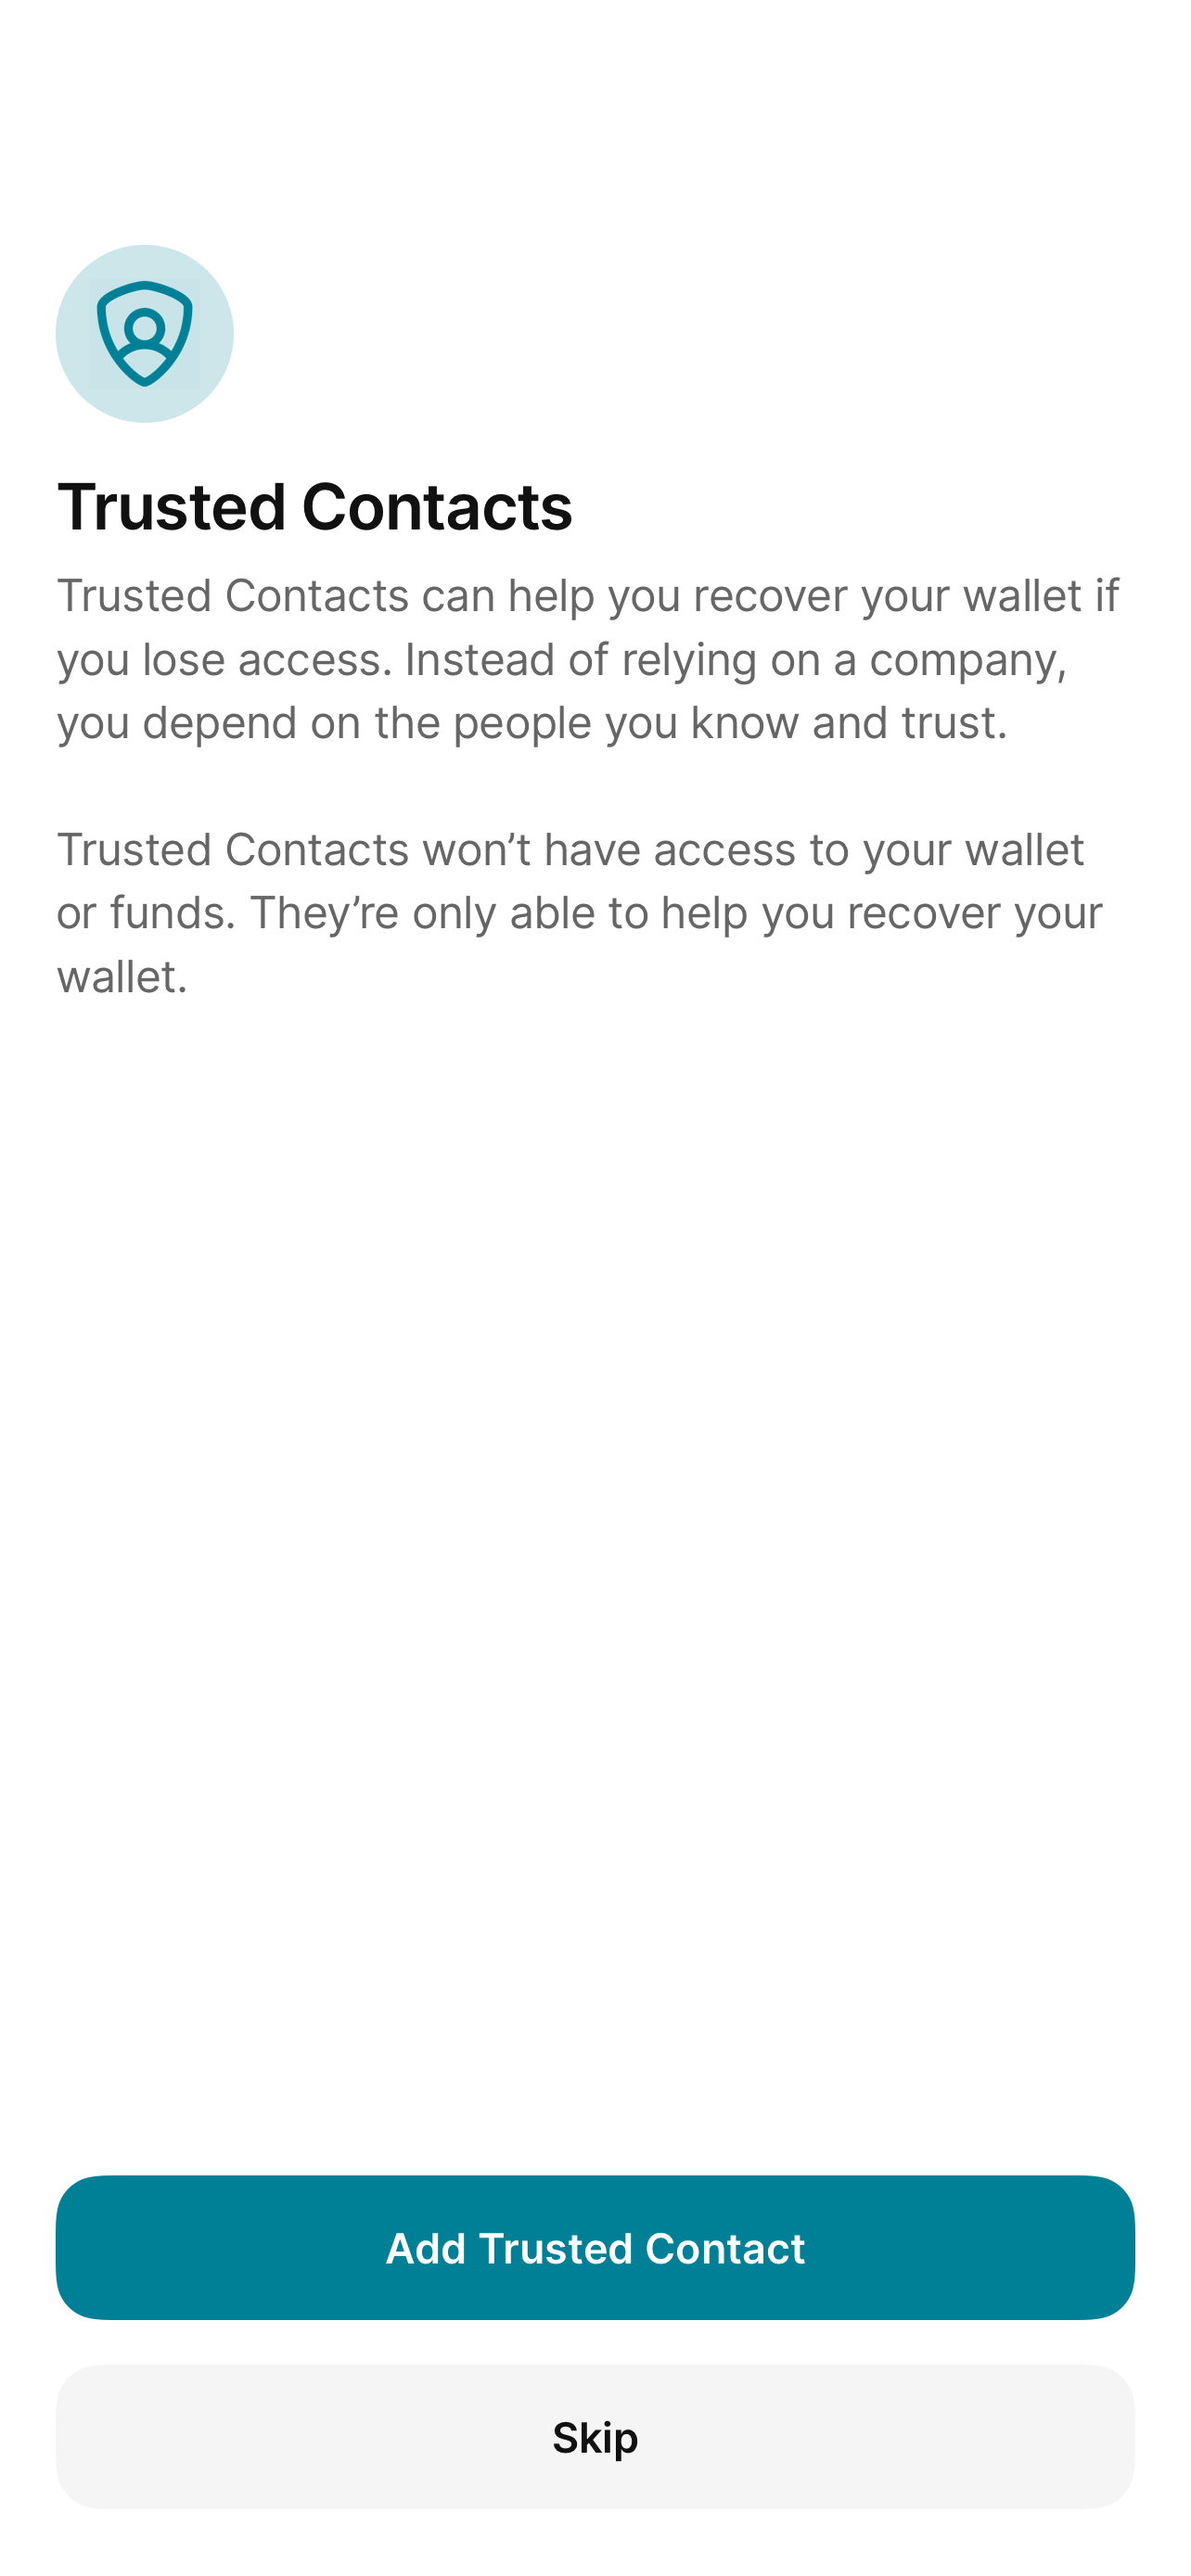 Trusted Contacts
Trusted Contacts can help you recover your wallet if
you lose access. Instead of relying on a company,
you depend on the people you know and trust.
Trusted Contacts won’t have access to your wallet
or funds. They’re only able to help you recover your
wallet.
Add Trusted Contact
Skip